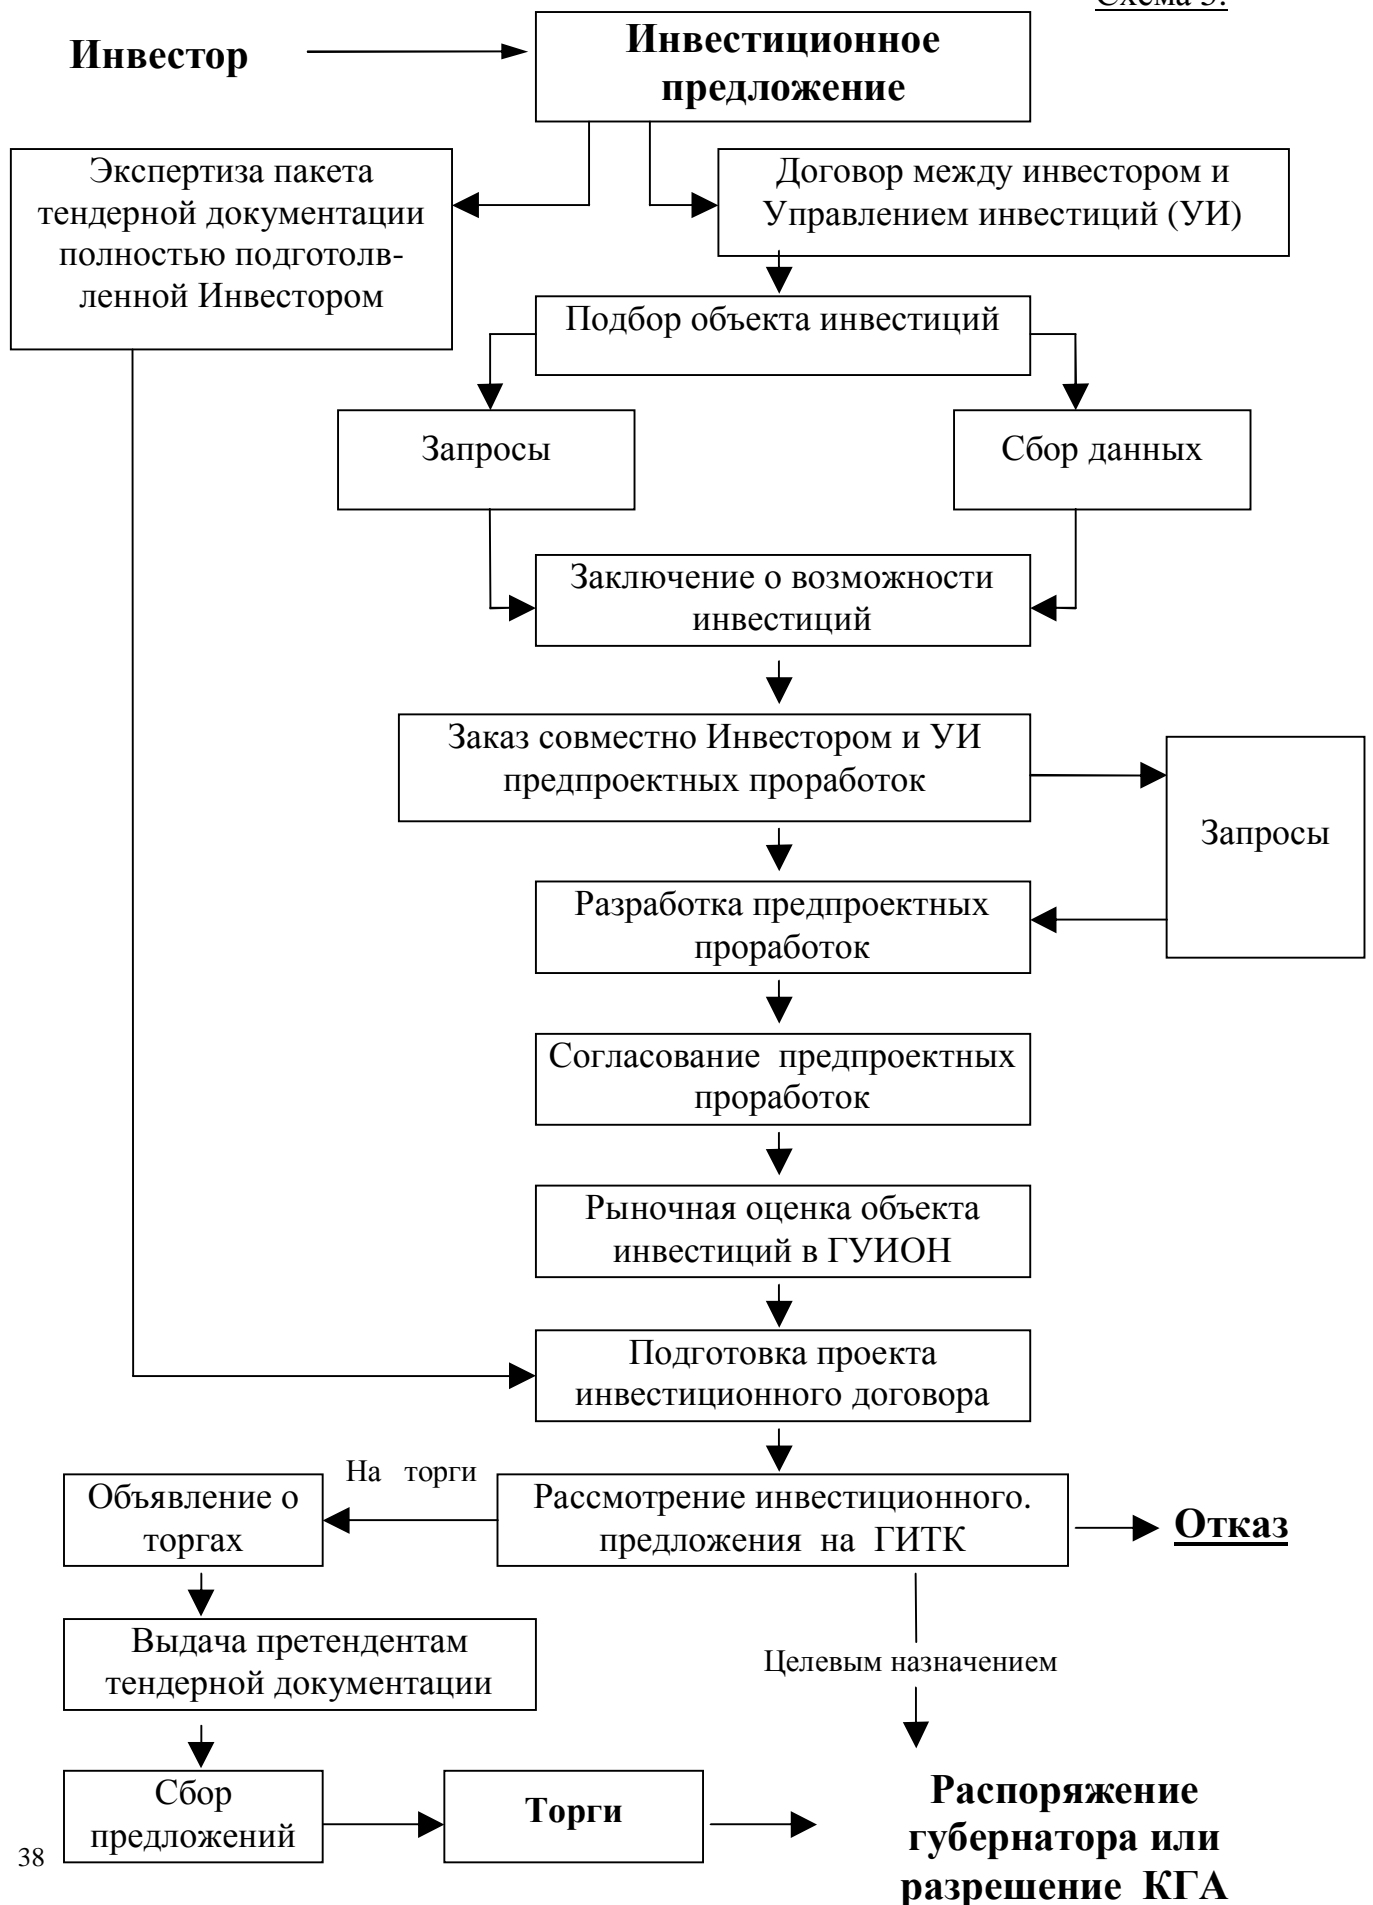 Схема 3.
Инвестор
Инвестиционное
предложение
Экспертиза пакета
тендерной документации
полностью подготолв-
ленной Инвестором
Договор между инвестором и
Управлением инвестиций (УИ)
Подбор объекта инвестиций
Запросы
Сбор данных
Заключение о возможности
инвестиций
Заказ совместно Инвестором и УИ
предпроектных проработок
Запросы
Разработка предпроектных
проработок
Согласование предпроектных
проработок
Рыночная оценка объекта
инвестиций в ГУИОН
Подготовка проекта
инвестиционного договора
На торги
Объявление о
торгах
Рассмотрение инвестиционного.
предложения на ГИТК
Отказ
Выдача претендентам
тендерной документации
Целевым назначением
Сбор
предложений
Торги
Распоряжение
губернатора или
разрешение КГА
38